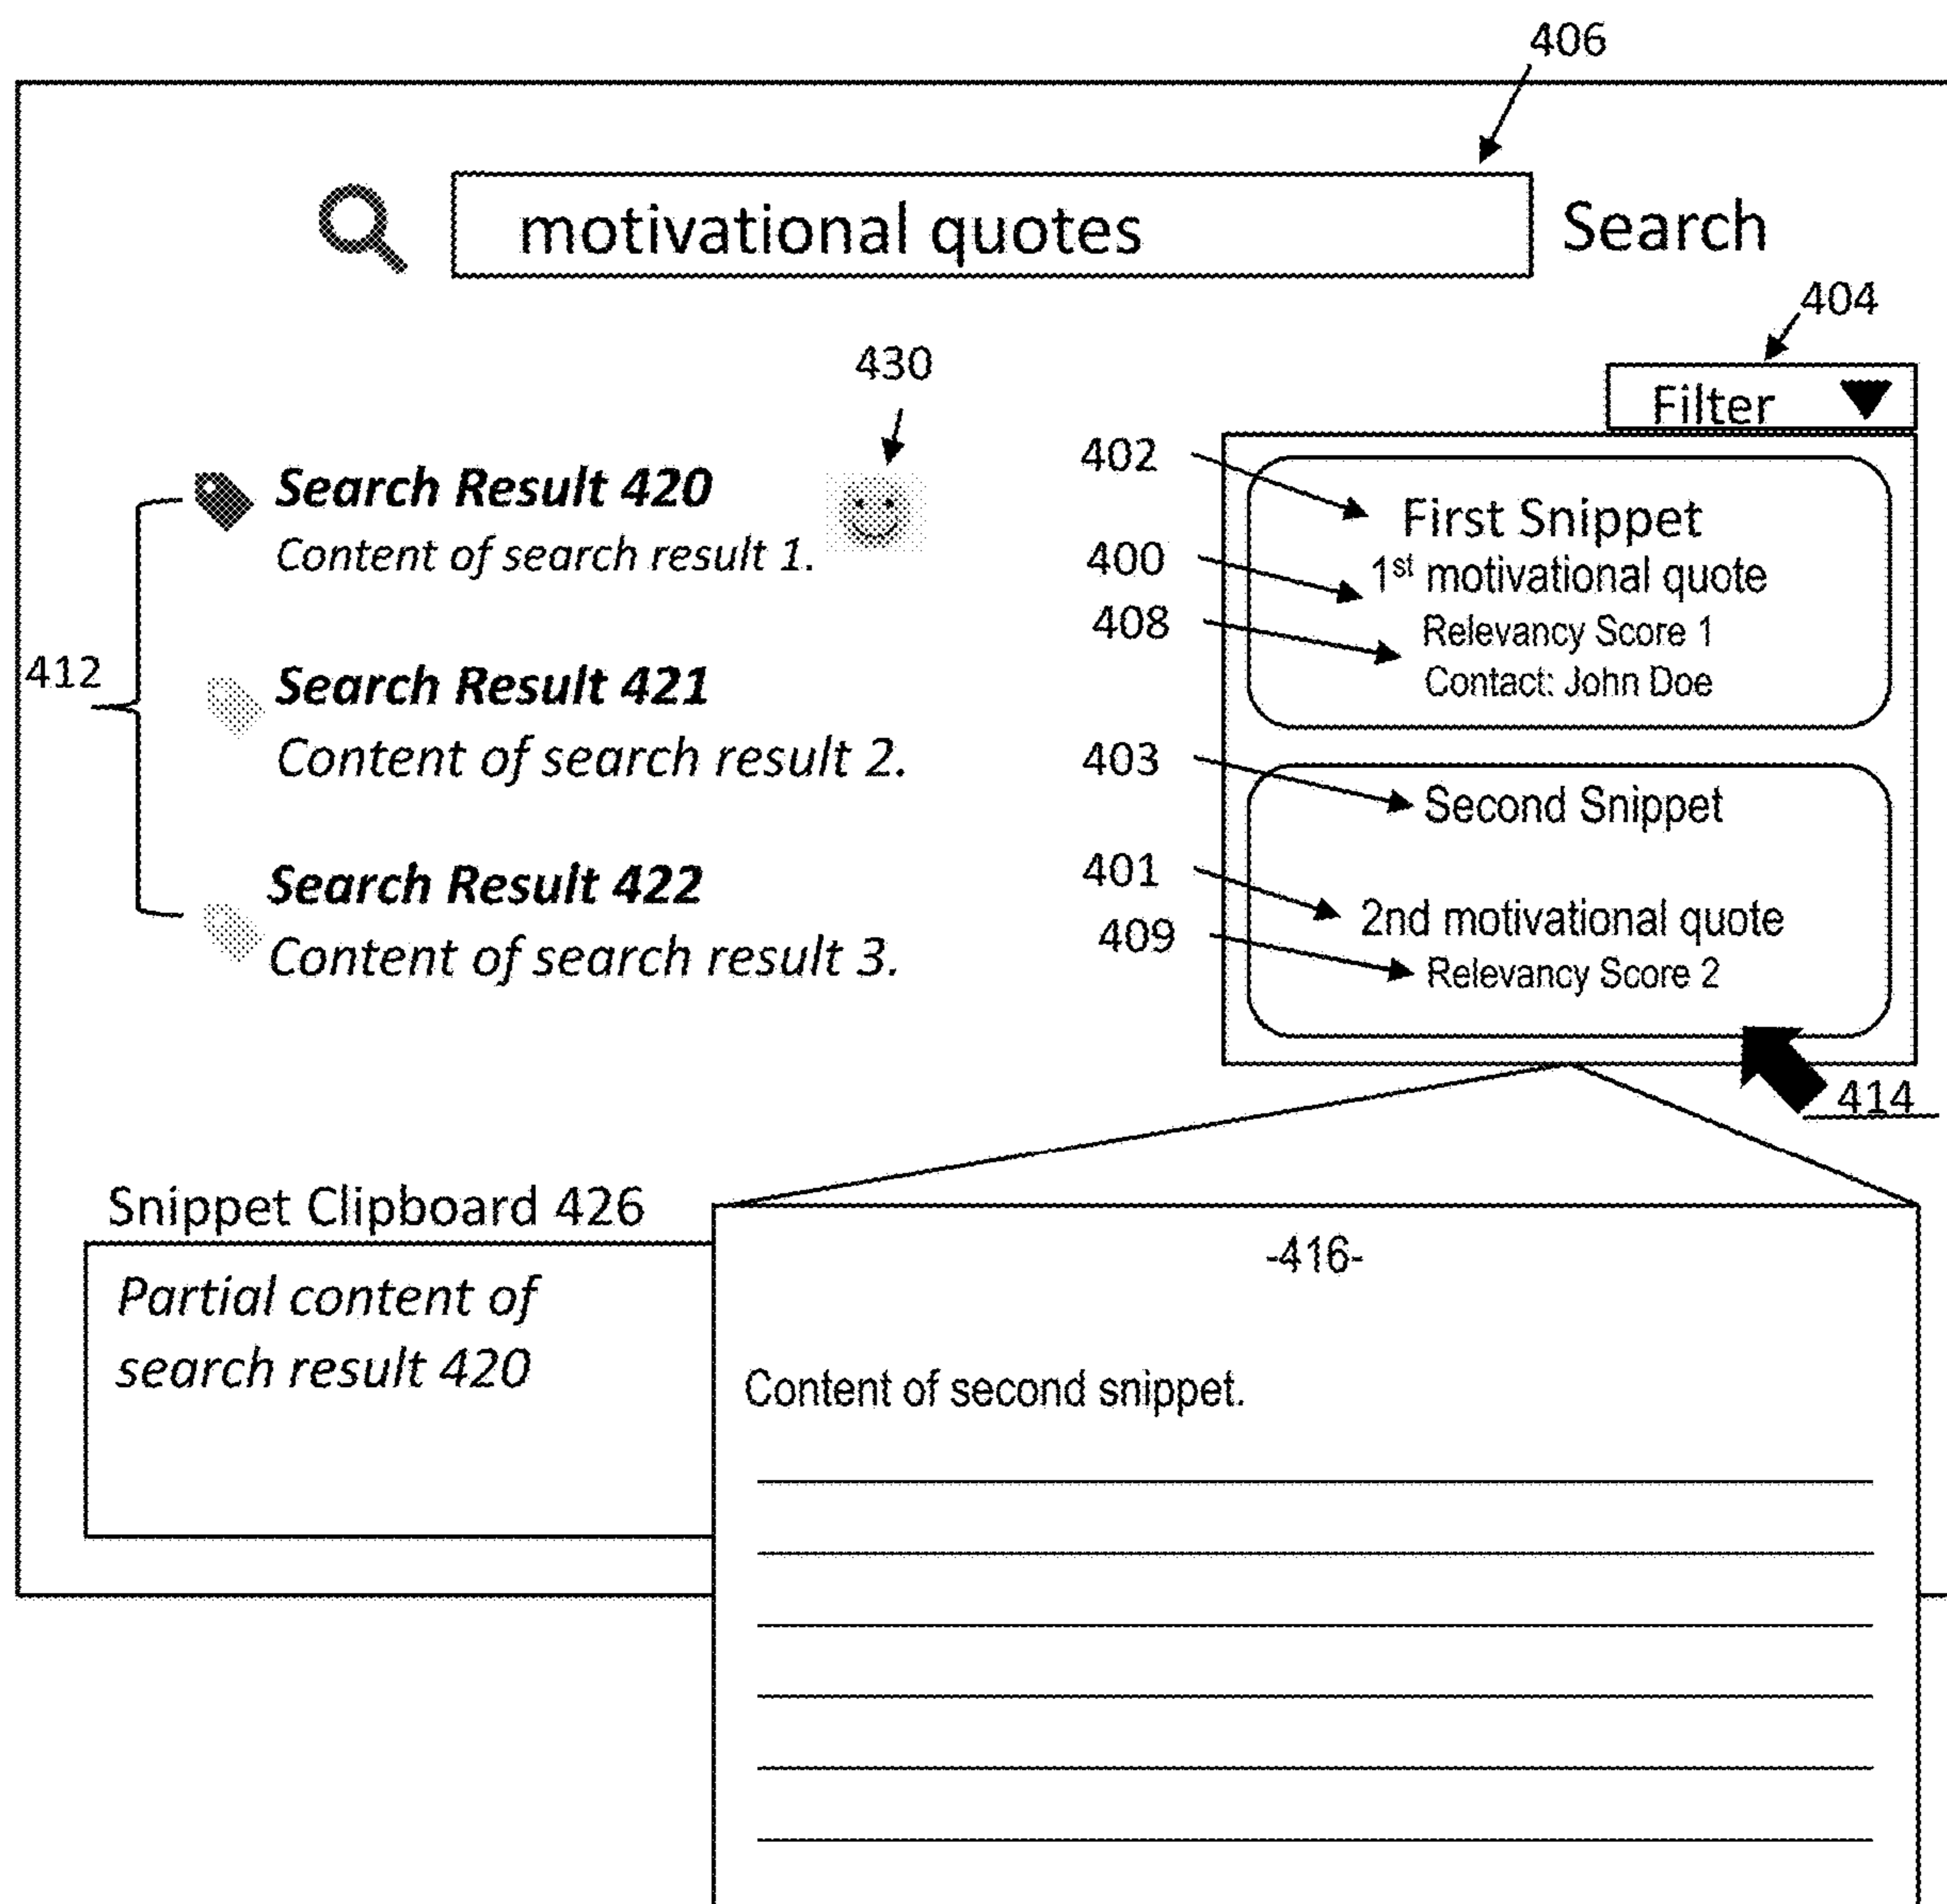 406
motivational quotes Search
404
Filter
430
402
First Snippet
Search Result 420
Content of search result 1.
400
1st motivational quote
408
Relevancy Score 1
Contact: John Doe
412
Search Result 421
Content of search result 2.
403
Second Snippet
Search Result 422
Content of search result 3.
401
2nd motivational quote
409
Relevancy Score 2
414
Snippet Clipboard 426
Partial content of
search result 420
-416-
Content of second snippet.